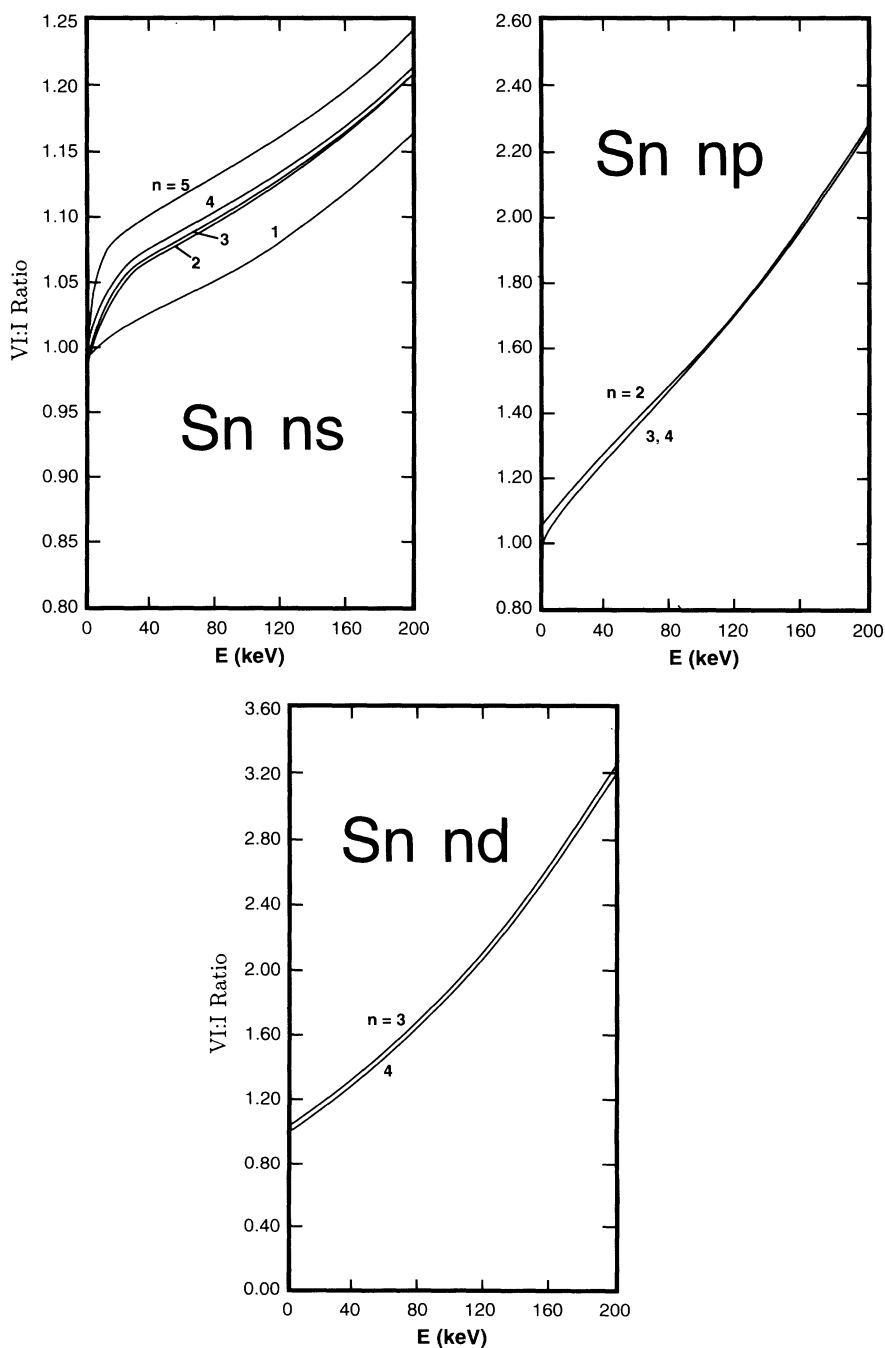 1.25
1.20
1.15
1.10
1.05
1.00
0.95
0.90
0.85
0.80
VI:I Ratio
n = 5
4
3
2
1
Sn ns
0 40 80 120 160 200
E (keV)
2.60
2.40
2.20
2.00
1.80
1.60
1.40
1.20
1.00
0.80
Sn np
n = 2
3, 4
0 40 80 120 160 200
E (keV)
3.60
3.20
2.80
2.40
2.00
1.60
1.20
0.80
0.40
0.00
VI:I Ratio
Sn nd
n = 3
4
0 40 80 120 160 200
E (keV)